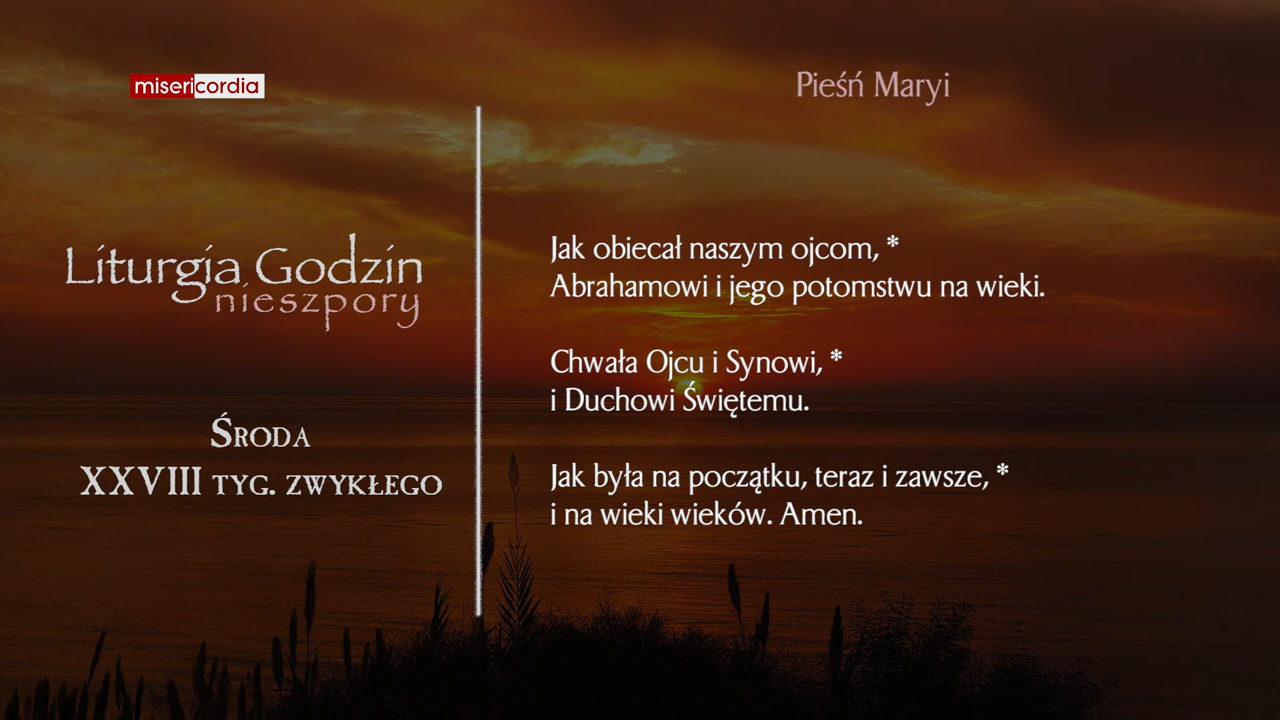 misericordia
Liturgia Godzin
nieszpory
Środa
XXVIII tyg. zwykłego
Pieśń Maryi
Jak obiecał naszym ojcom, *
Abrahamowi i jego potomstwu na wieki.
Chwała Ojcu i Synowi, *
i Duchowi Świętemu.
Jak była na początku, teraz i zawsze, *
i na wieki wieków. Amen.